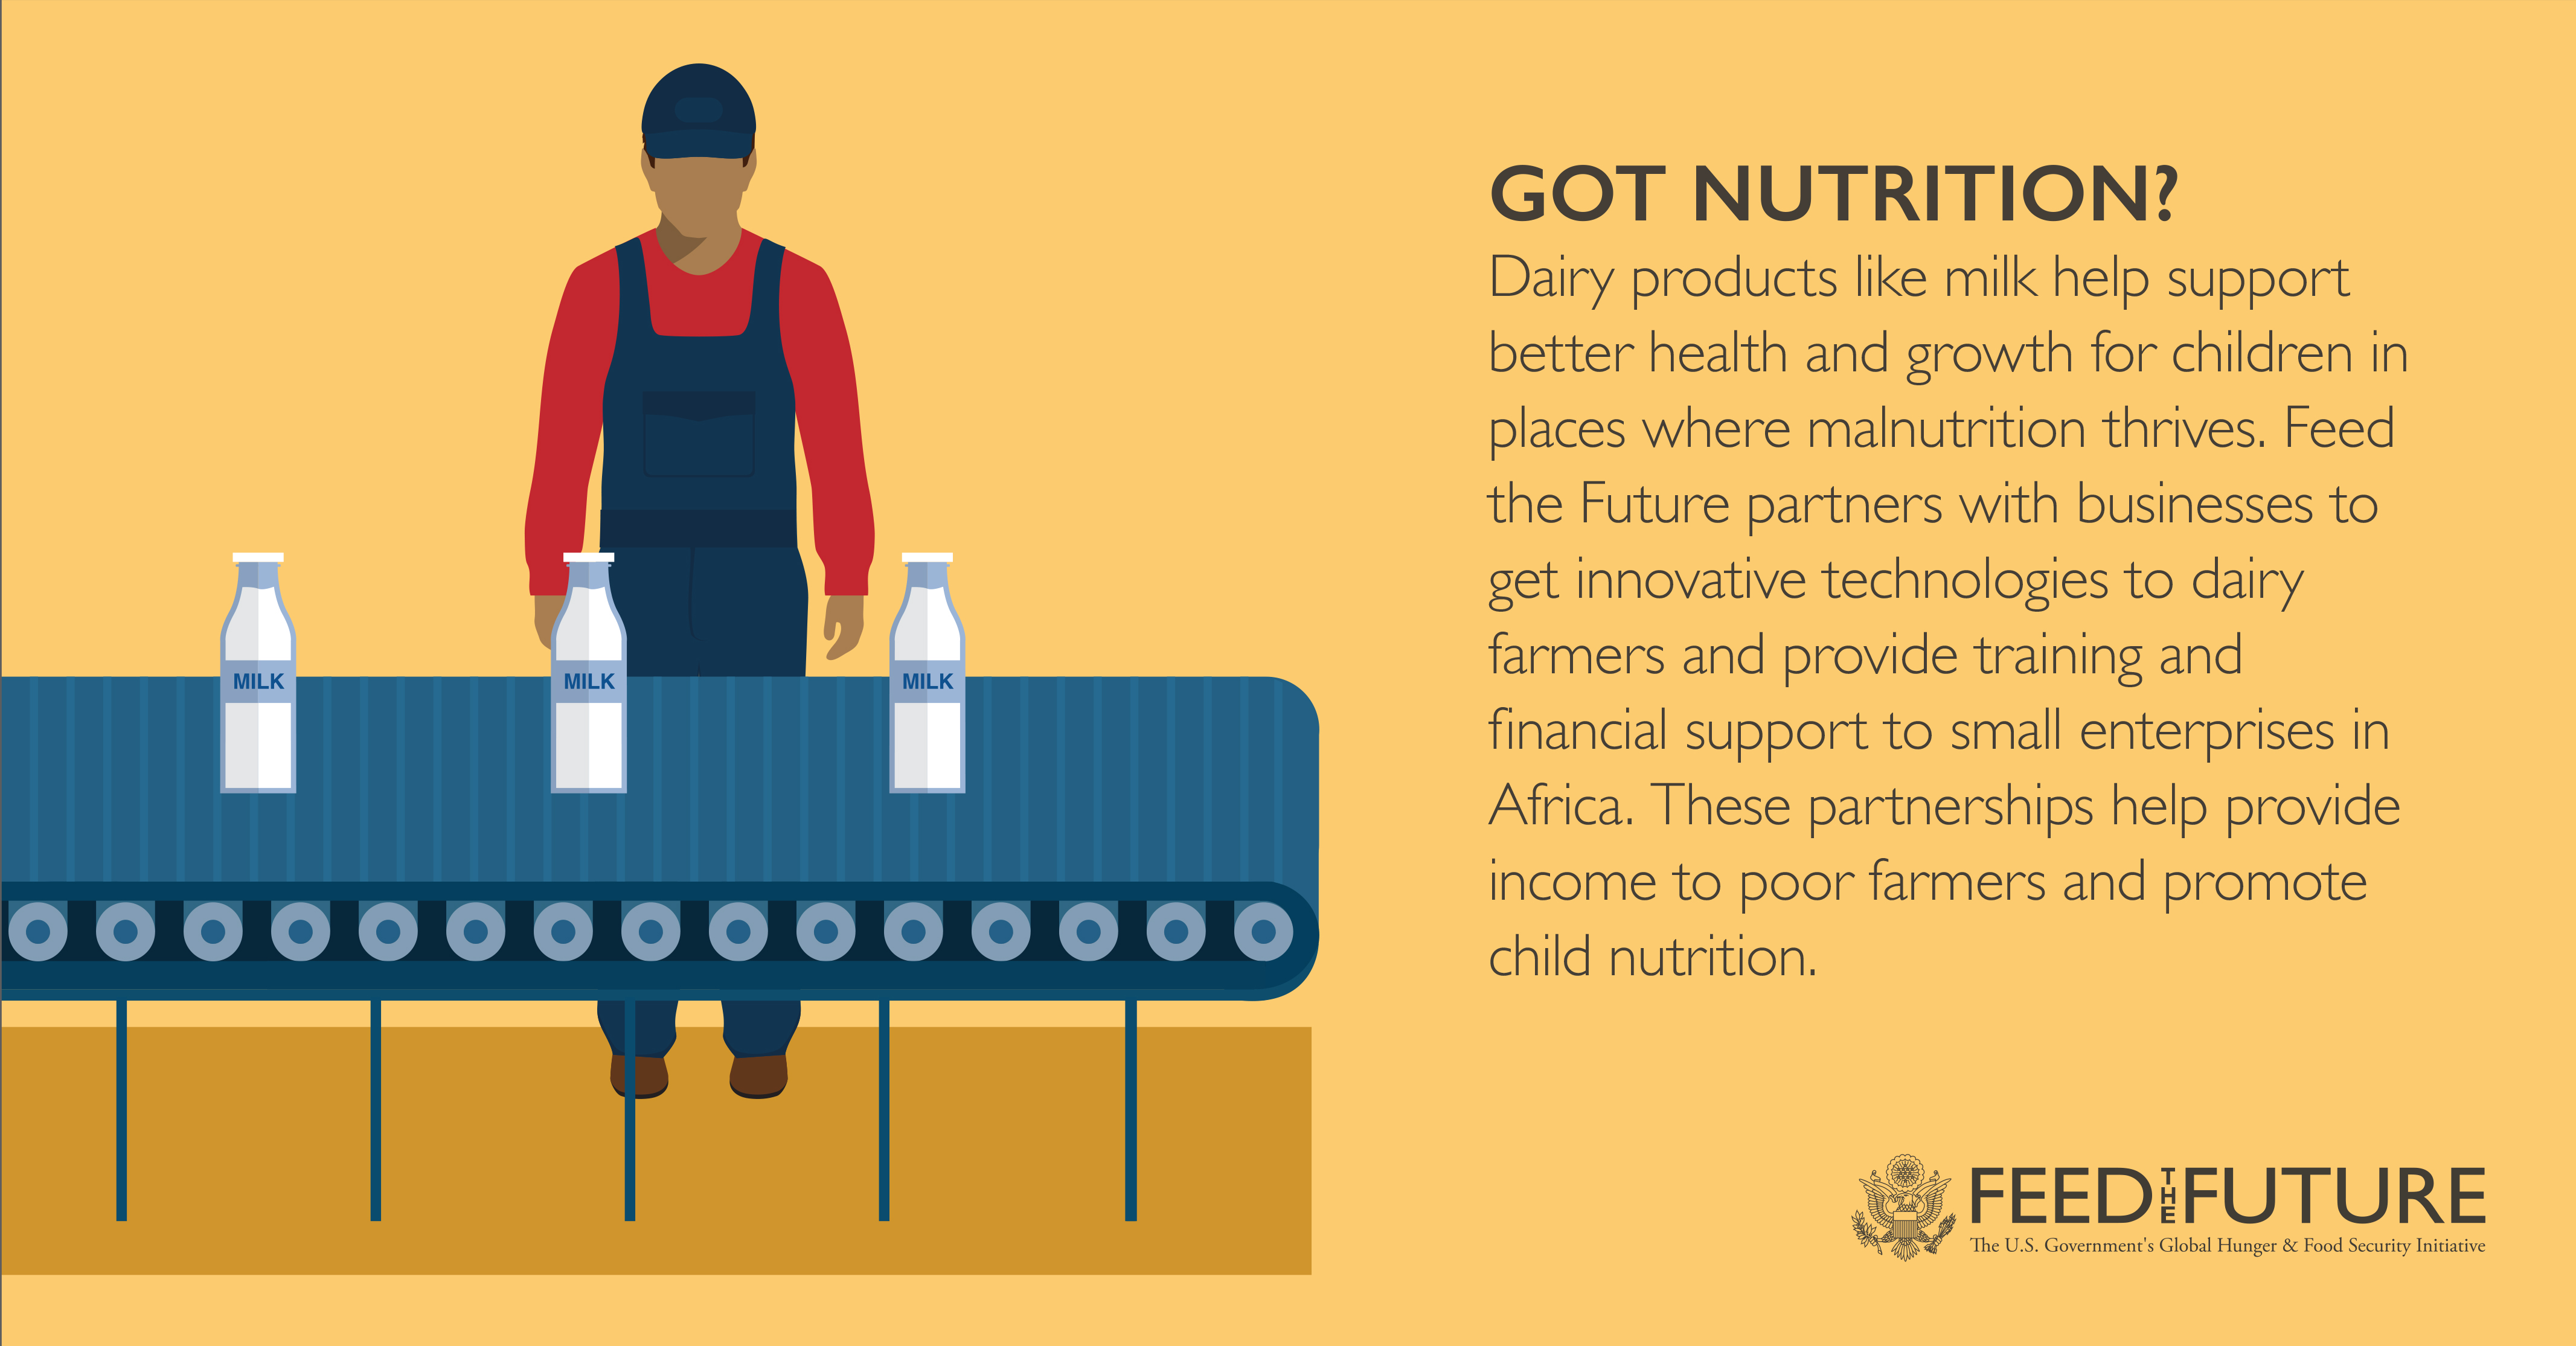 GOT NUTRITION?
Dairy products like milk help support
better health and growth for children in
places where malnutrition thrives. Feed
the Future partners with businesses to
get innovative technologies to dairy
farmers and provide training and
financial support to small enterprises in
Africa. These partnerships help provide
income to poor farmers and promote
child nutrition.
MILK MILK MILK
FEED THE FUTURE
The U.S. Government's Global Hunger & Food Security Initiative